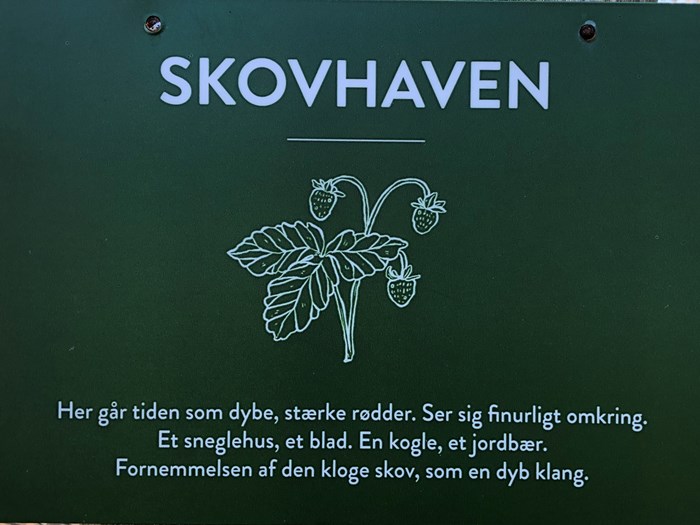 SKOVHAVEN
Her går tiden som dybe, stærke rødder. Ser sig finurligt omkring.
Et sneglehus, et blad. En kogle, et jordbær.
Fornemmelsen af den kloge skov, som en dyb klang.